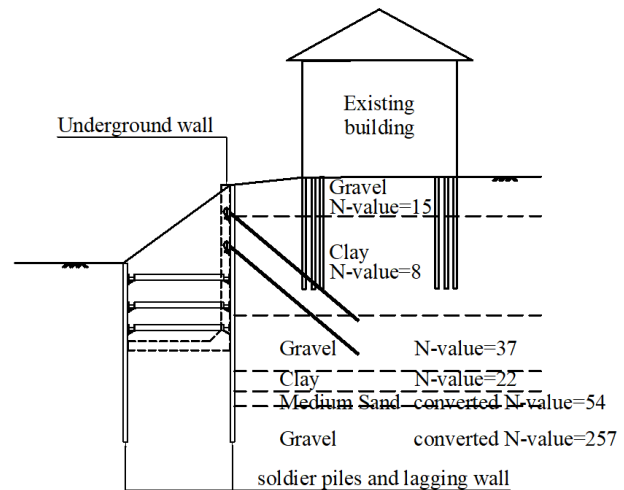 Existing
building
Underground wall
Gravel
N-value=15
Clay
N-value=8
Gravel N-value=37
Clay N-value=22
Medium Sand converted N-value=54
Gravel converted N-value=257
soldier piles and lagging wall